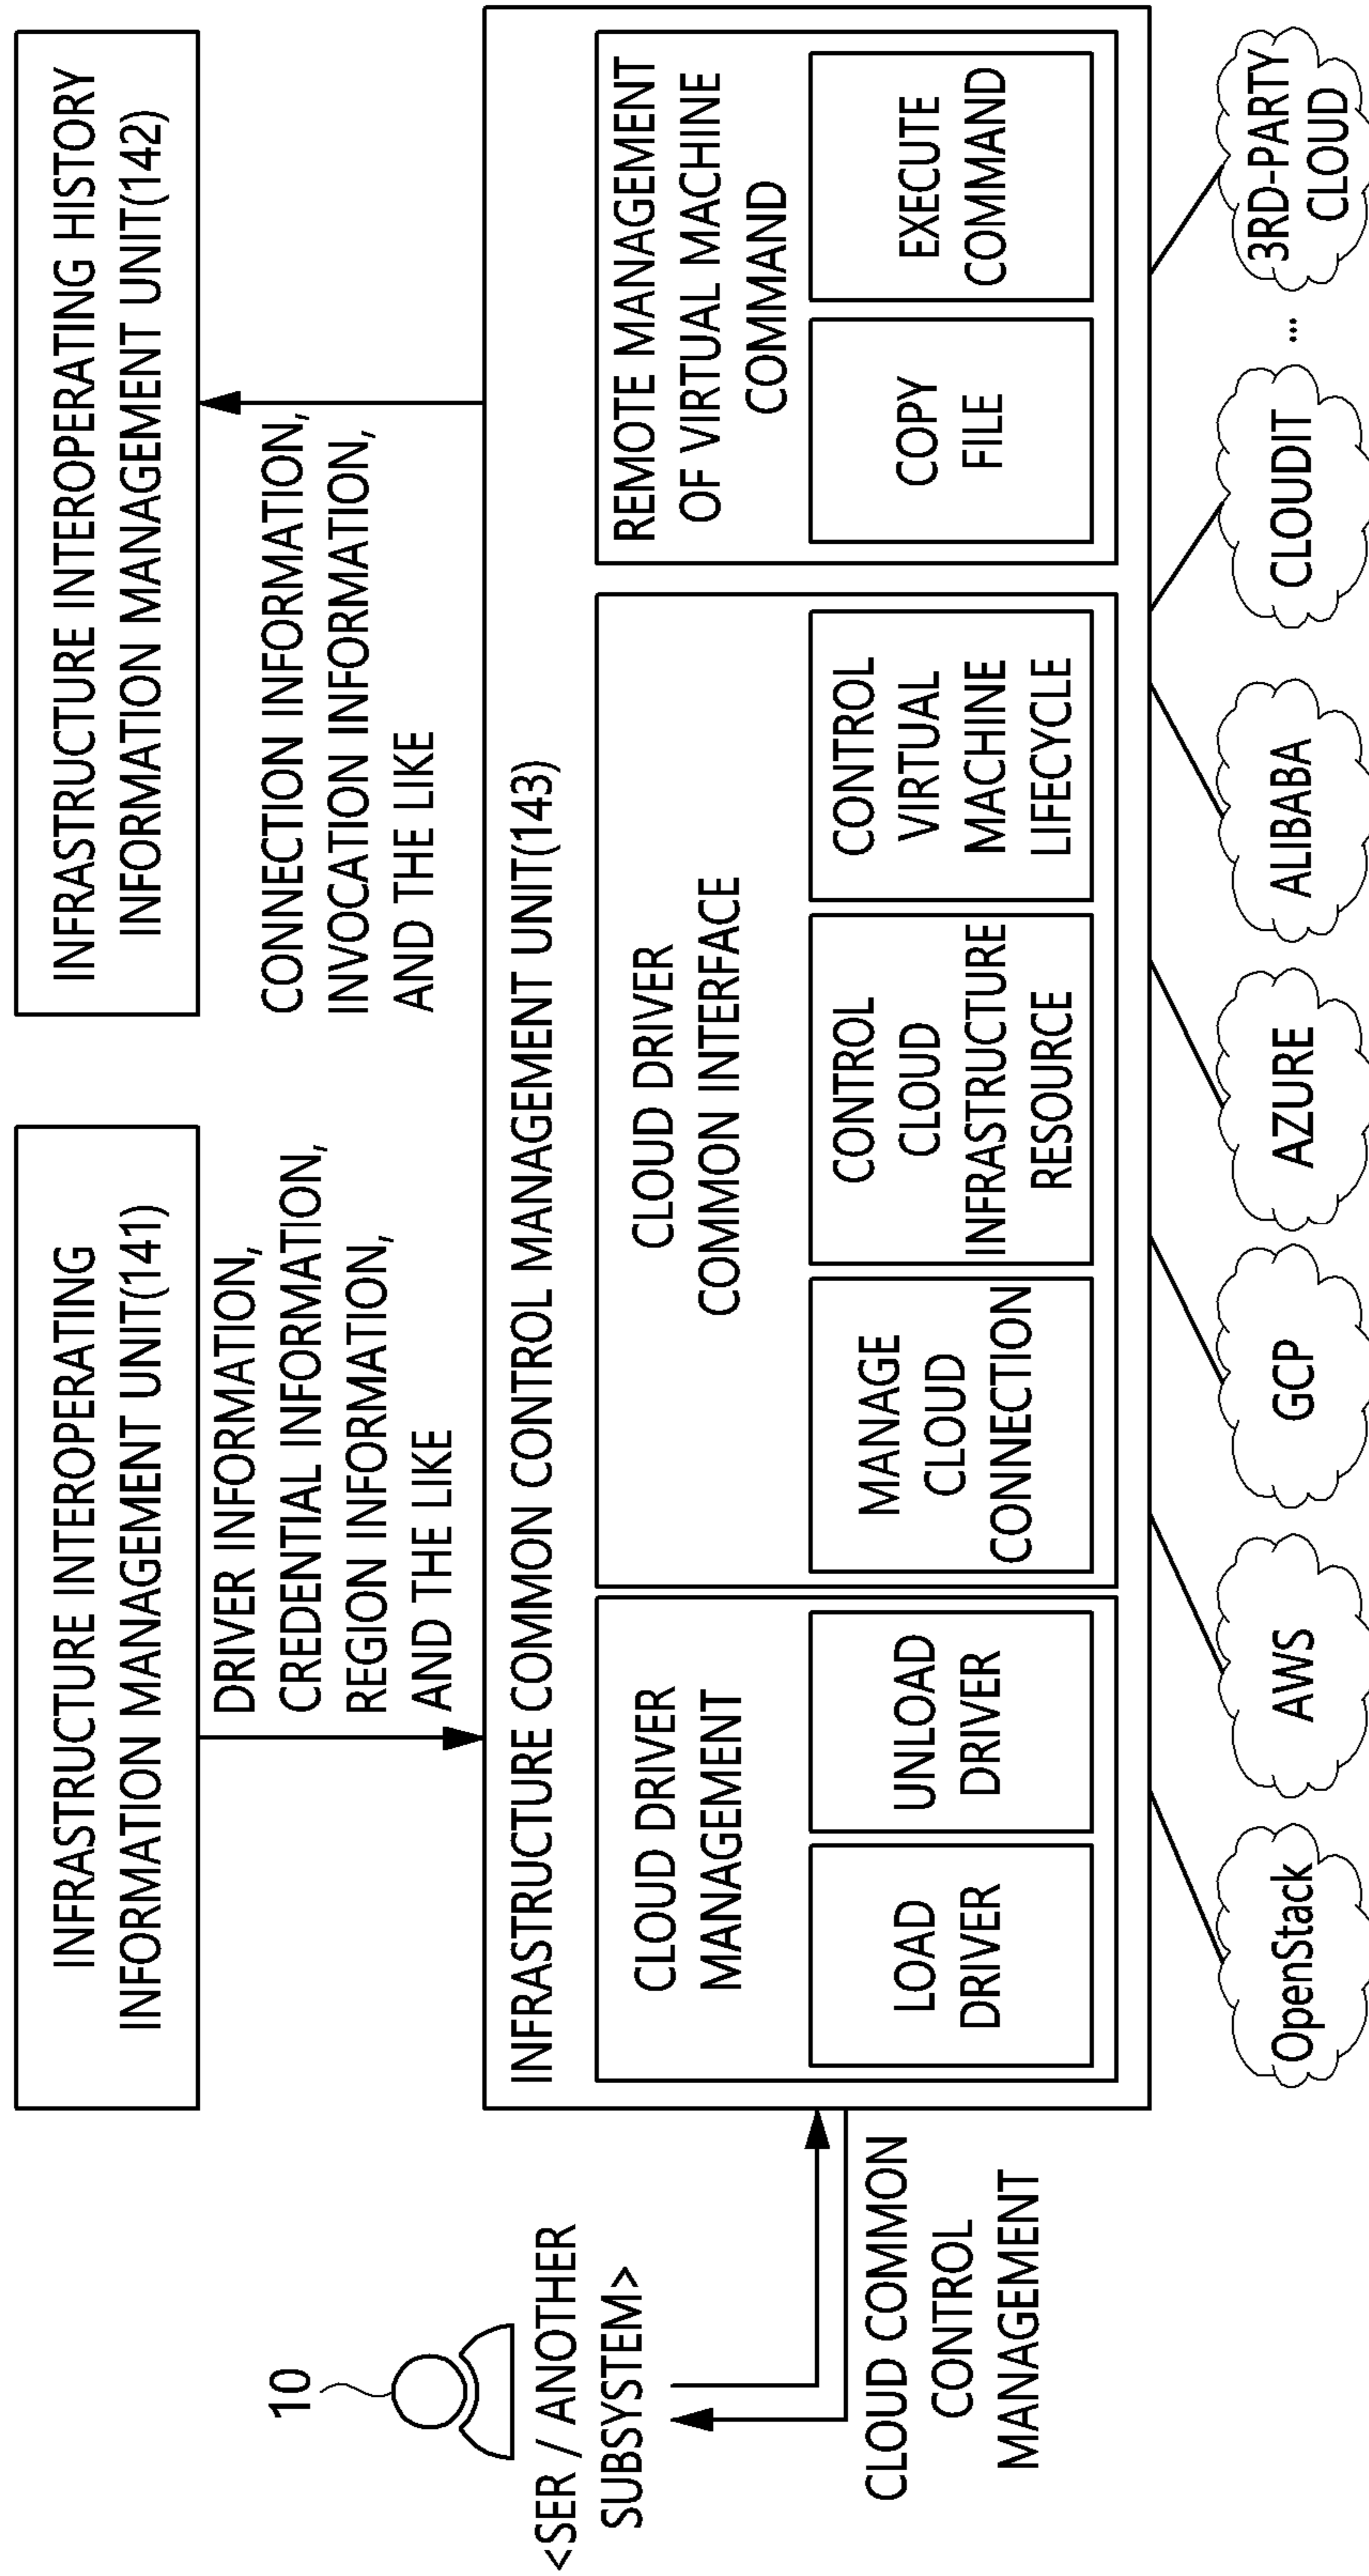 INFRASTRUCTURE INTEROPERATING
INFORMATION MANAGEMENT UNIT(141)
INFRASTRUCTURE INTEROPERATING HISTORY
INFORMATION MANAGEMENT UNIT(142)
DRIVER INFORMATION,
CREDENTIAL INFORMATION,
REGION INFORMATION,
AND THE LIKE
CONNECTION INFORMATION,
INVOCATION INFORMATION,
AND THE LIKE
10
<SER / ANOTHER
SUBSYSTEM>
CLOUD COMMON
CONTROL
MANAGEMENT
INFRASTRUCTURE COMMON CONTROL MANAGEMENT UNIT(143)
CLOUD DRIVER
MANAGEMENT
LOAD
DRIVER
UNLOAD
DRIVER
CLOUD DRIVER
COMMON INTERFACE
MANAGE
CLOUD
CONNECTION
CONTROL
CLOUD
INFRASTRUCTURE
RESOURCE
CONTROL
VIRTUAL
MACHINE
LIFECYCLE
REMOTE MANAGEMENT
OF VIRTUAL MACHINE
COMMAND
COPY
FILE
EXECUTE
COMMAND
OpenStack
AWS
GCP
AZURE
ALIBABA
CLOUDIT
...
3RD-PARTY
CLOUD